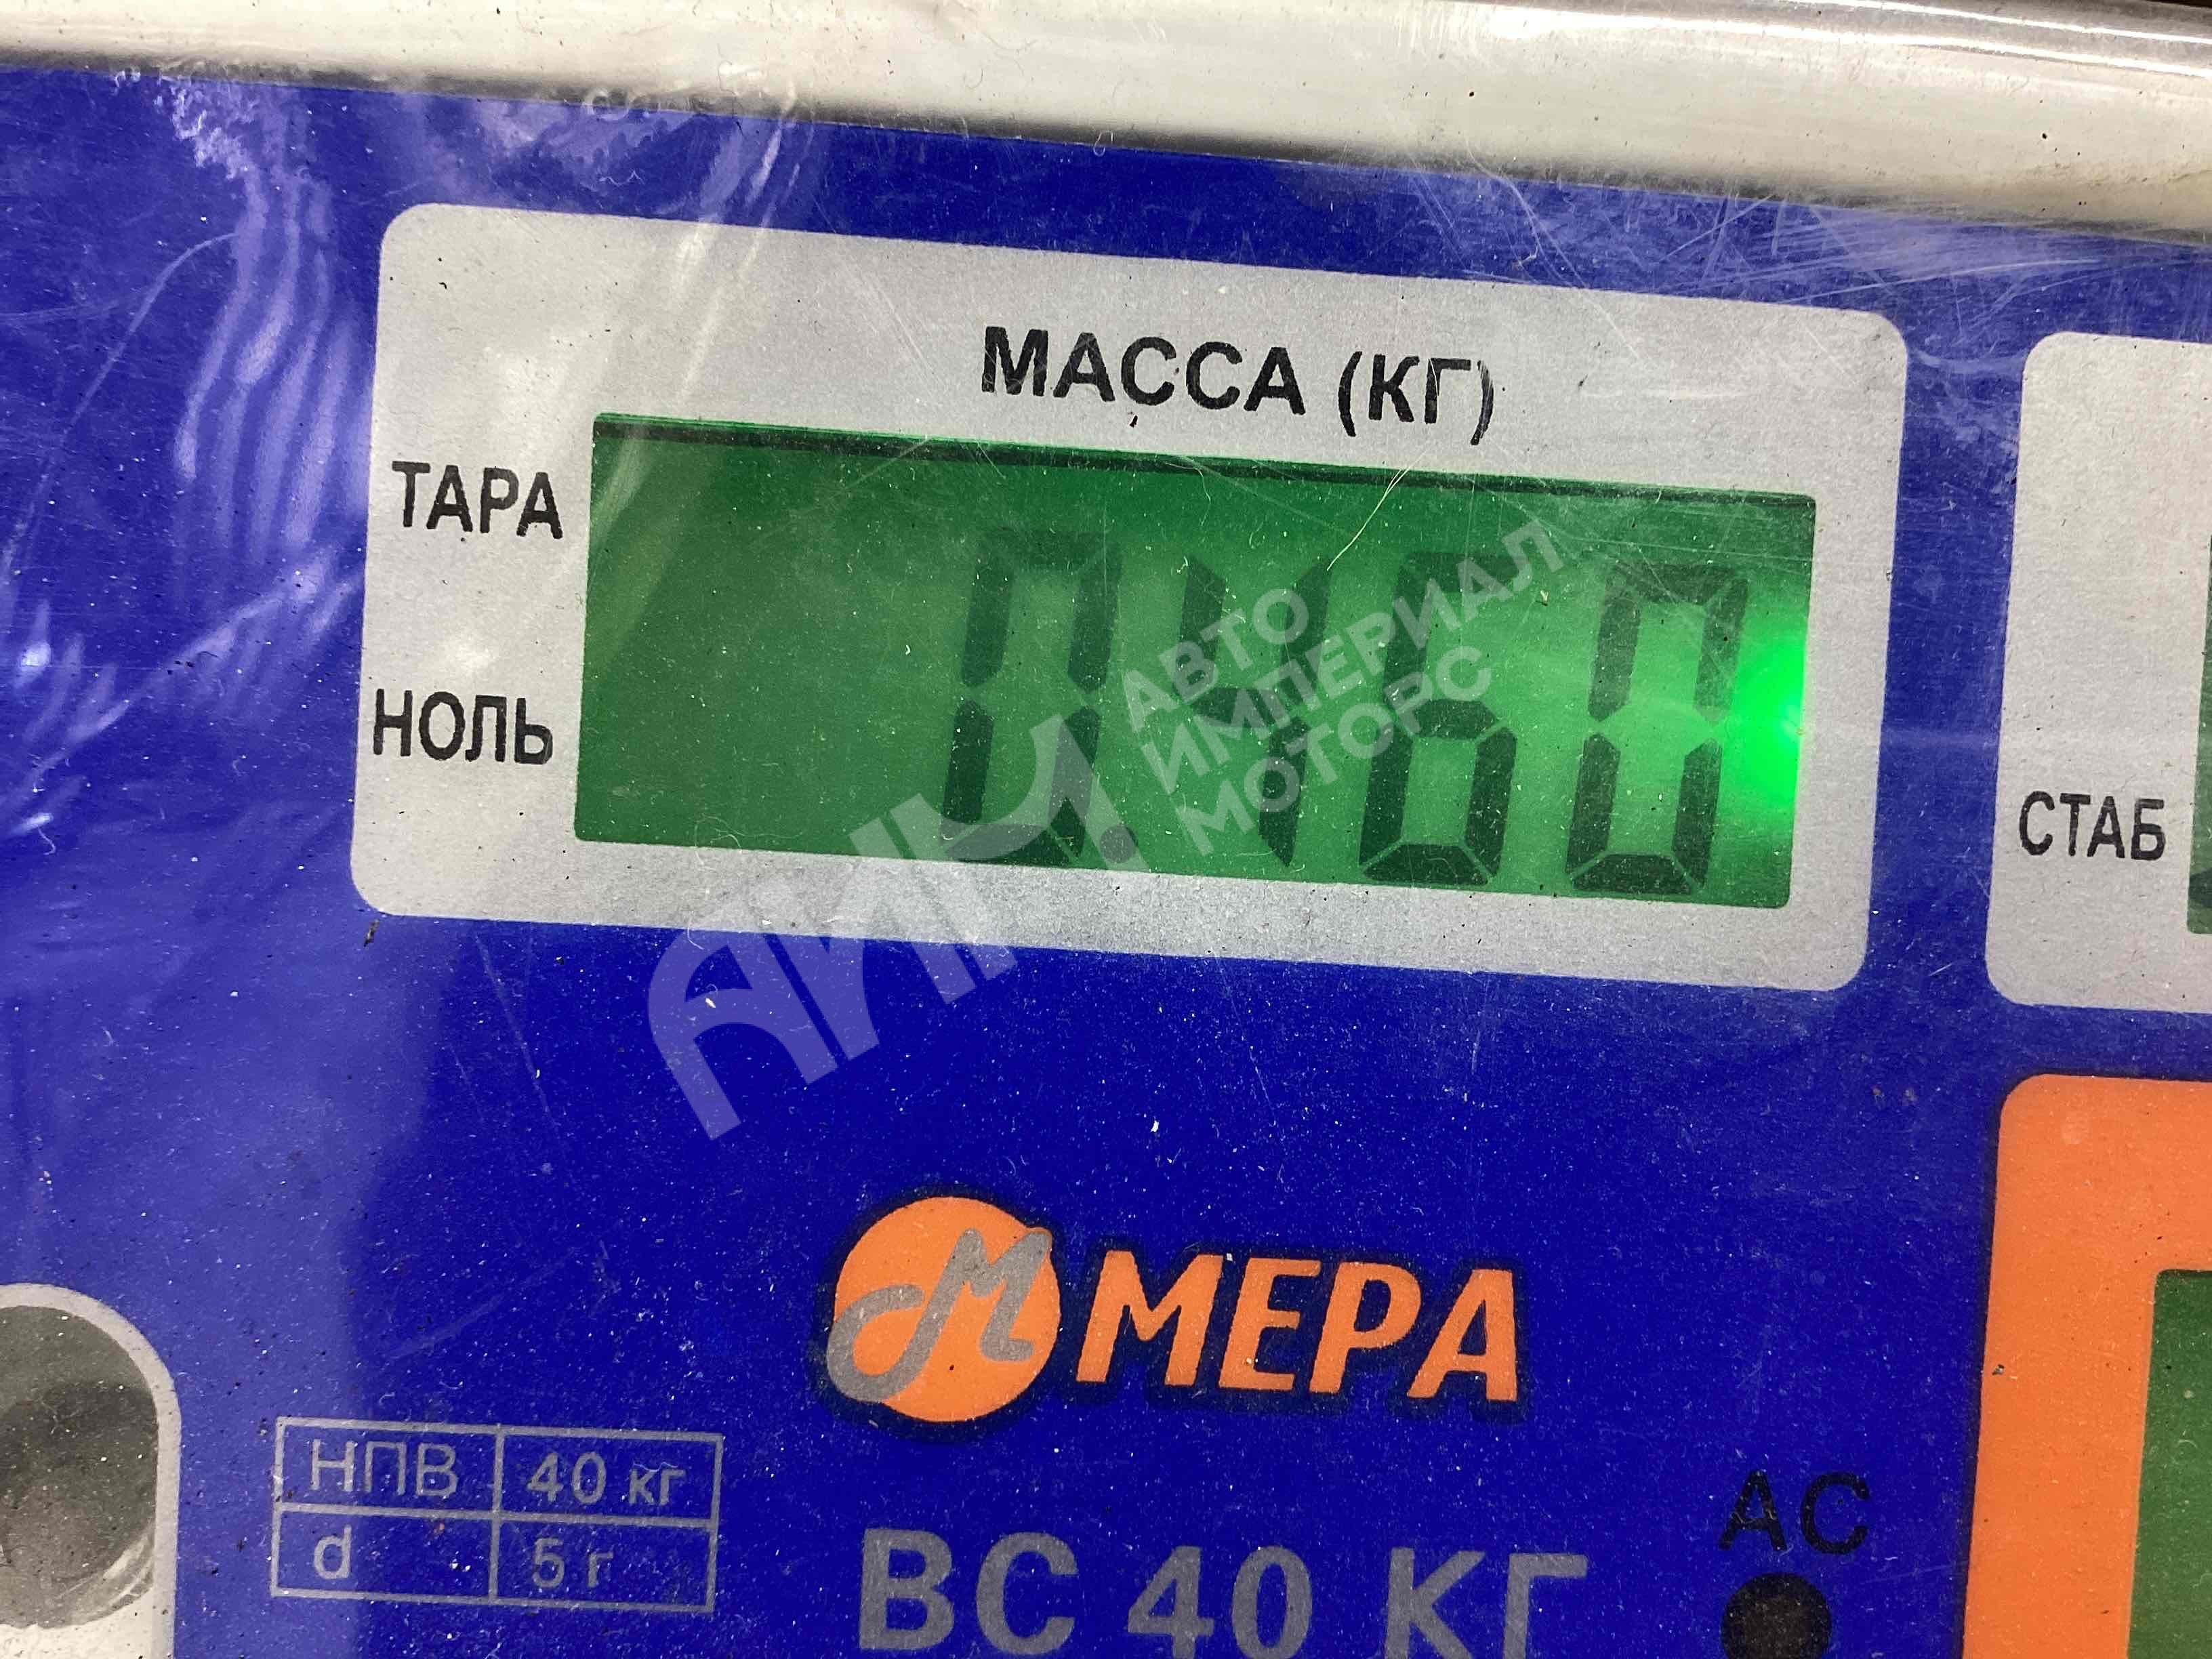 МАССА (КГ)
ТАРА
0.460
НОЛЬ
СТАБ
АИМ
АВТО
ИМПЕРИАЛ
МОТОРС
МЕРА
НПВ 40 кг
d 5 г
ВС 40 КГ
АС